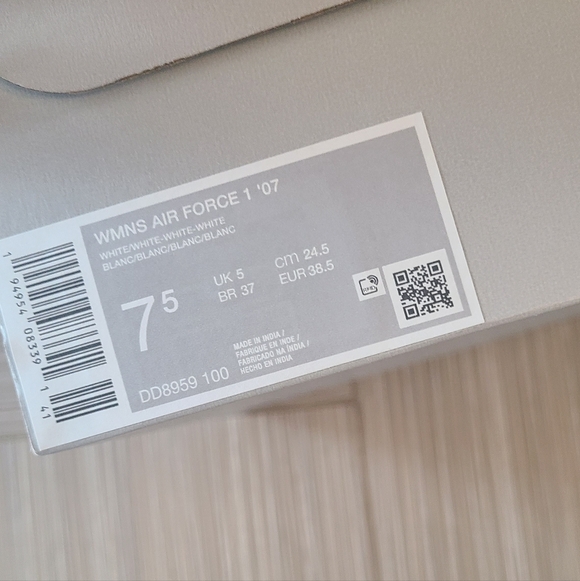 WMNS AIR FORCE 1 '07
WHITE/WHITE-WHITE-WHITE
BLANC/BLANC/BLANC/BLANC
7⁵
UK 5
cm 24.5
BR 37
EUR 38.5
RFID
DD8959 100
MADE IN INDIA /
FABRIQUE EN INDE /
FABRICADO NA ÍNDIA /
HECHO EN INDIA
1 94954 08339 1 41